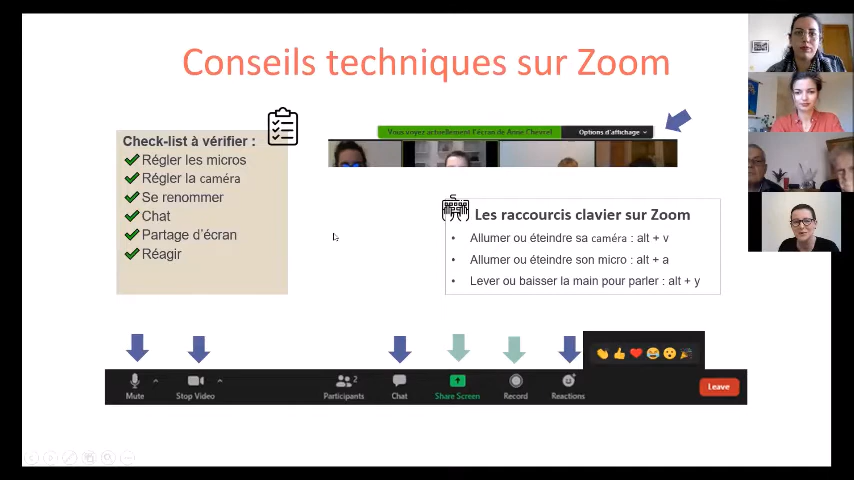 Conseils techniques sur Zoom
Check-list à vérifier :
Régler les micros
Régler la caméra
Se renommer
Chat
Partage d'écran
Réagir
Vous voyez actuellement l'écran de Anne Chevrel
Options d'affichage
Les raccourcis clavier sur Zoom
• Allumer ou éteindre sa caméra : alt + v
• Allumer ou éteindre son micro : alt + a
• Lever ou baisser la main pour parler : alt + y
Mute
Stop Video
2
Participants
Chat
Share Screen
Record
Reactions
Leave